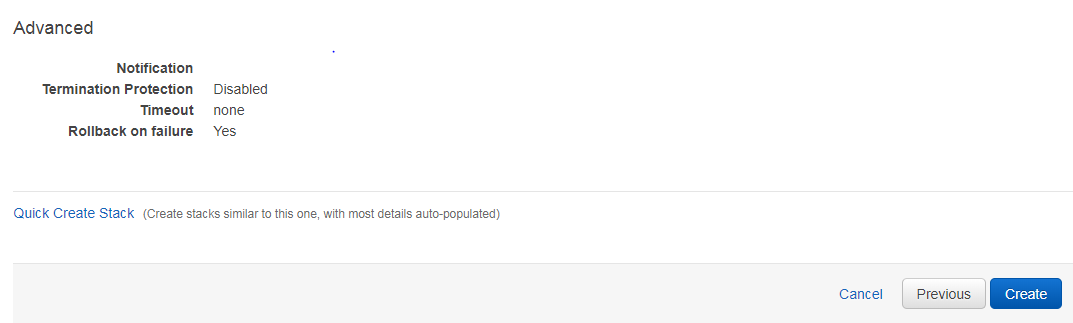 Advanced
Notification
Termination Protection Disabled
Timeout none
Rollback on failure Yes
Quick Create Stack (Create stacks similar to this one, with most details auto-populated)
Cancel Previous Create